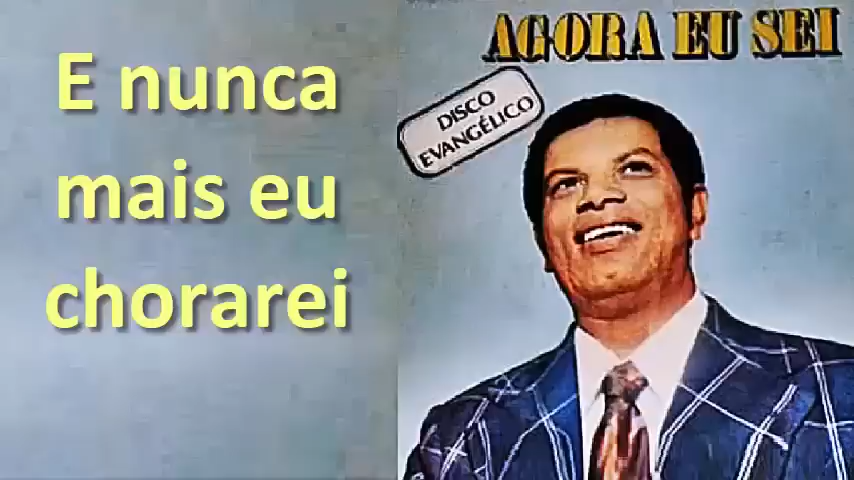 E nunca
mais eu
chorarei
AGORA EU SEI
DISCO
EVANGÉLICO